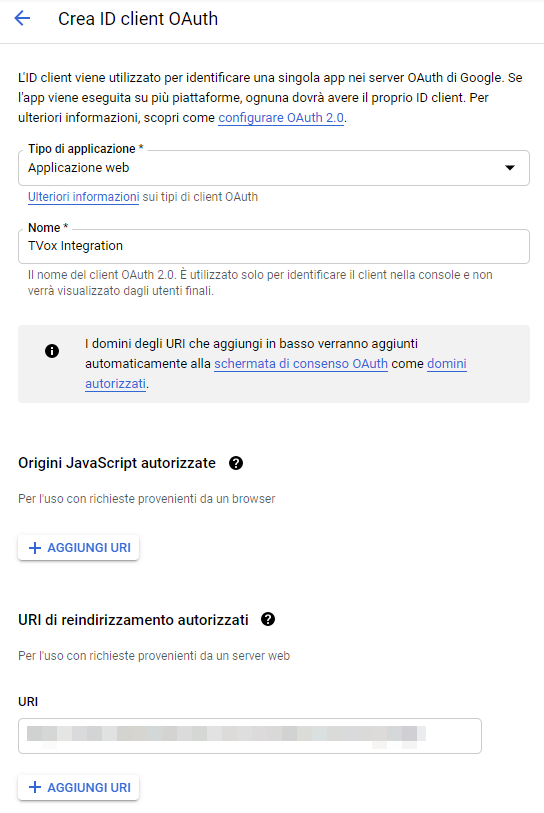 Crea ID client OAuth
L'ID client viene utilizzato per identificare una singola app nei server OAuth di Google. Se
l'app viene eseguita su più piattaforme, ognuna dovrà avere il proprio ID client. Per
ulteriori informazioni, scopri come configurare OAuth 2.0.
Tipo di applicazione *
Applicazione web
Ulteriori informazioni sui tipi di client OAuth
Nome *
TVox Integration
Il nome del client OAuth 2.0. È utilizzato solo per identificare il client nella console e non
verrà visualizzato dagli utenti finali.
I domini degli URI che aggiungi in basso verranno aggiunti
automaticamente alla schermata di consenso OAuth come domini
autorizzati.
Origini JavaScript autorizzate
Per l'uso con richieste provenienti da un browser
AGGIUNGI URI
URI di reindirizzamento autorizzati
Per l'uso con richieste provenienti da un server web
URI
AGGIUNGI URI